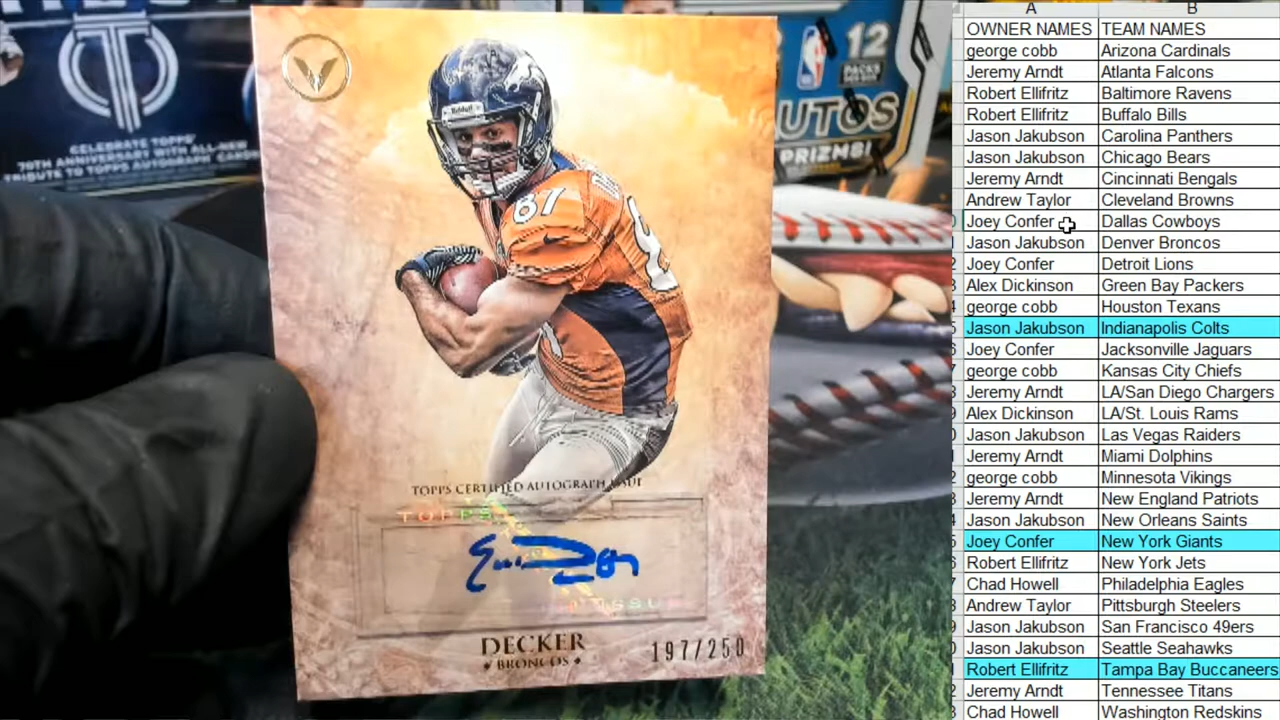 CELEBRATE TOPPS'
70TH ANNIVERSARY WITH AN ALL-
TRIBUTE TO TOPPS AUTOGRAPH
12
PACKS
AUTOS
PRIZMS!
Riddell
87
TOPPS CERTIFIED AUTOGRAPH ISSUE
TOPPS
ISSU
DECKER
BRONCOS
197/250
A B
OWNER NAMES TEAM NAMES
george cobb Arizona Cardinals
Jeremy Arndt Atlanta Falcons
Robert Ellifritz Baltimore Ravens
Robert Ellifritz Buffalo Bills
Jason Jakubson Carolina Panthers
Jason Jakubson Chicago Bears
Jeremy Arndt Cincinnati Bengals
Andrew Taylor Cleveland Browns
Joey Confer Dallas Cowboys
Jason Jakubson Denver Broncos
Joey Confer Detroit Lions
Alex Dickinson Green Bay Packers
george cobb Houston Texans
Jason Jakubson Indianapolis Colts
Joey Confer Jacksonville Jaguars
george cobb Kansas City Chiefs
Jeremy Arndt LA/San Diego Chargers
Alex Dickinson LA/St. Louis Rams
Jason Jakubson Las Vegas Raiders
Jeremy Arndt Miami Dolphins
george cobb Minnesota Vikings
Jeremy Arndt New England Patriots
Jason Jakubson New Orleans Saints
Joey Confer New York Giants
Robert Ellifritz New York Jets
Chad Howell Philadelphia Eagles
Andrew Taylor Pittsburgh Steelers
Jason Jakubson San Francisco 49ers
Jason Jakubson Seattle Seahawks
Robert Ellifritz Tampa Bay Buccaneers
Jeremy Arndt Tennessee Titans
Chad Howell Washington Redskins